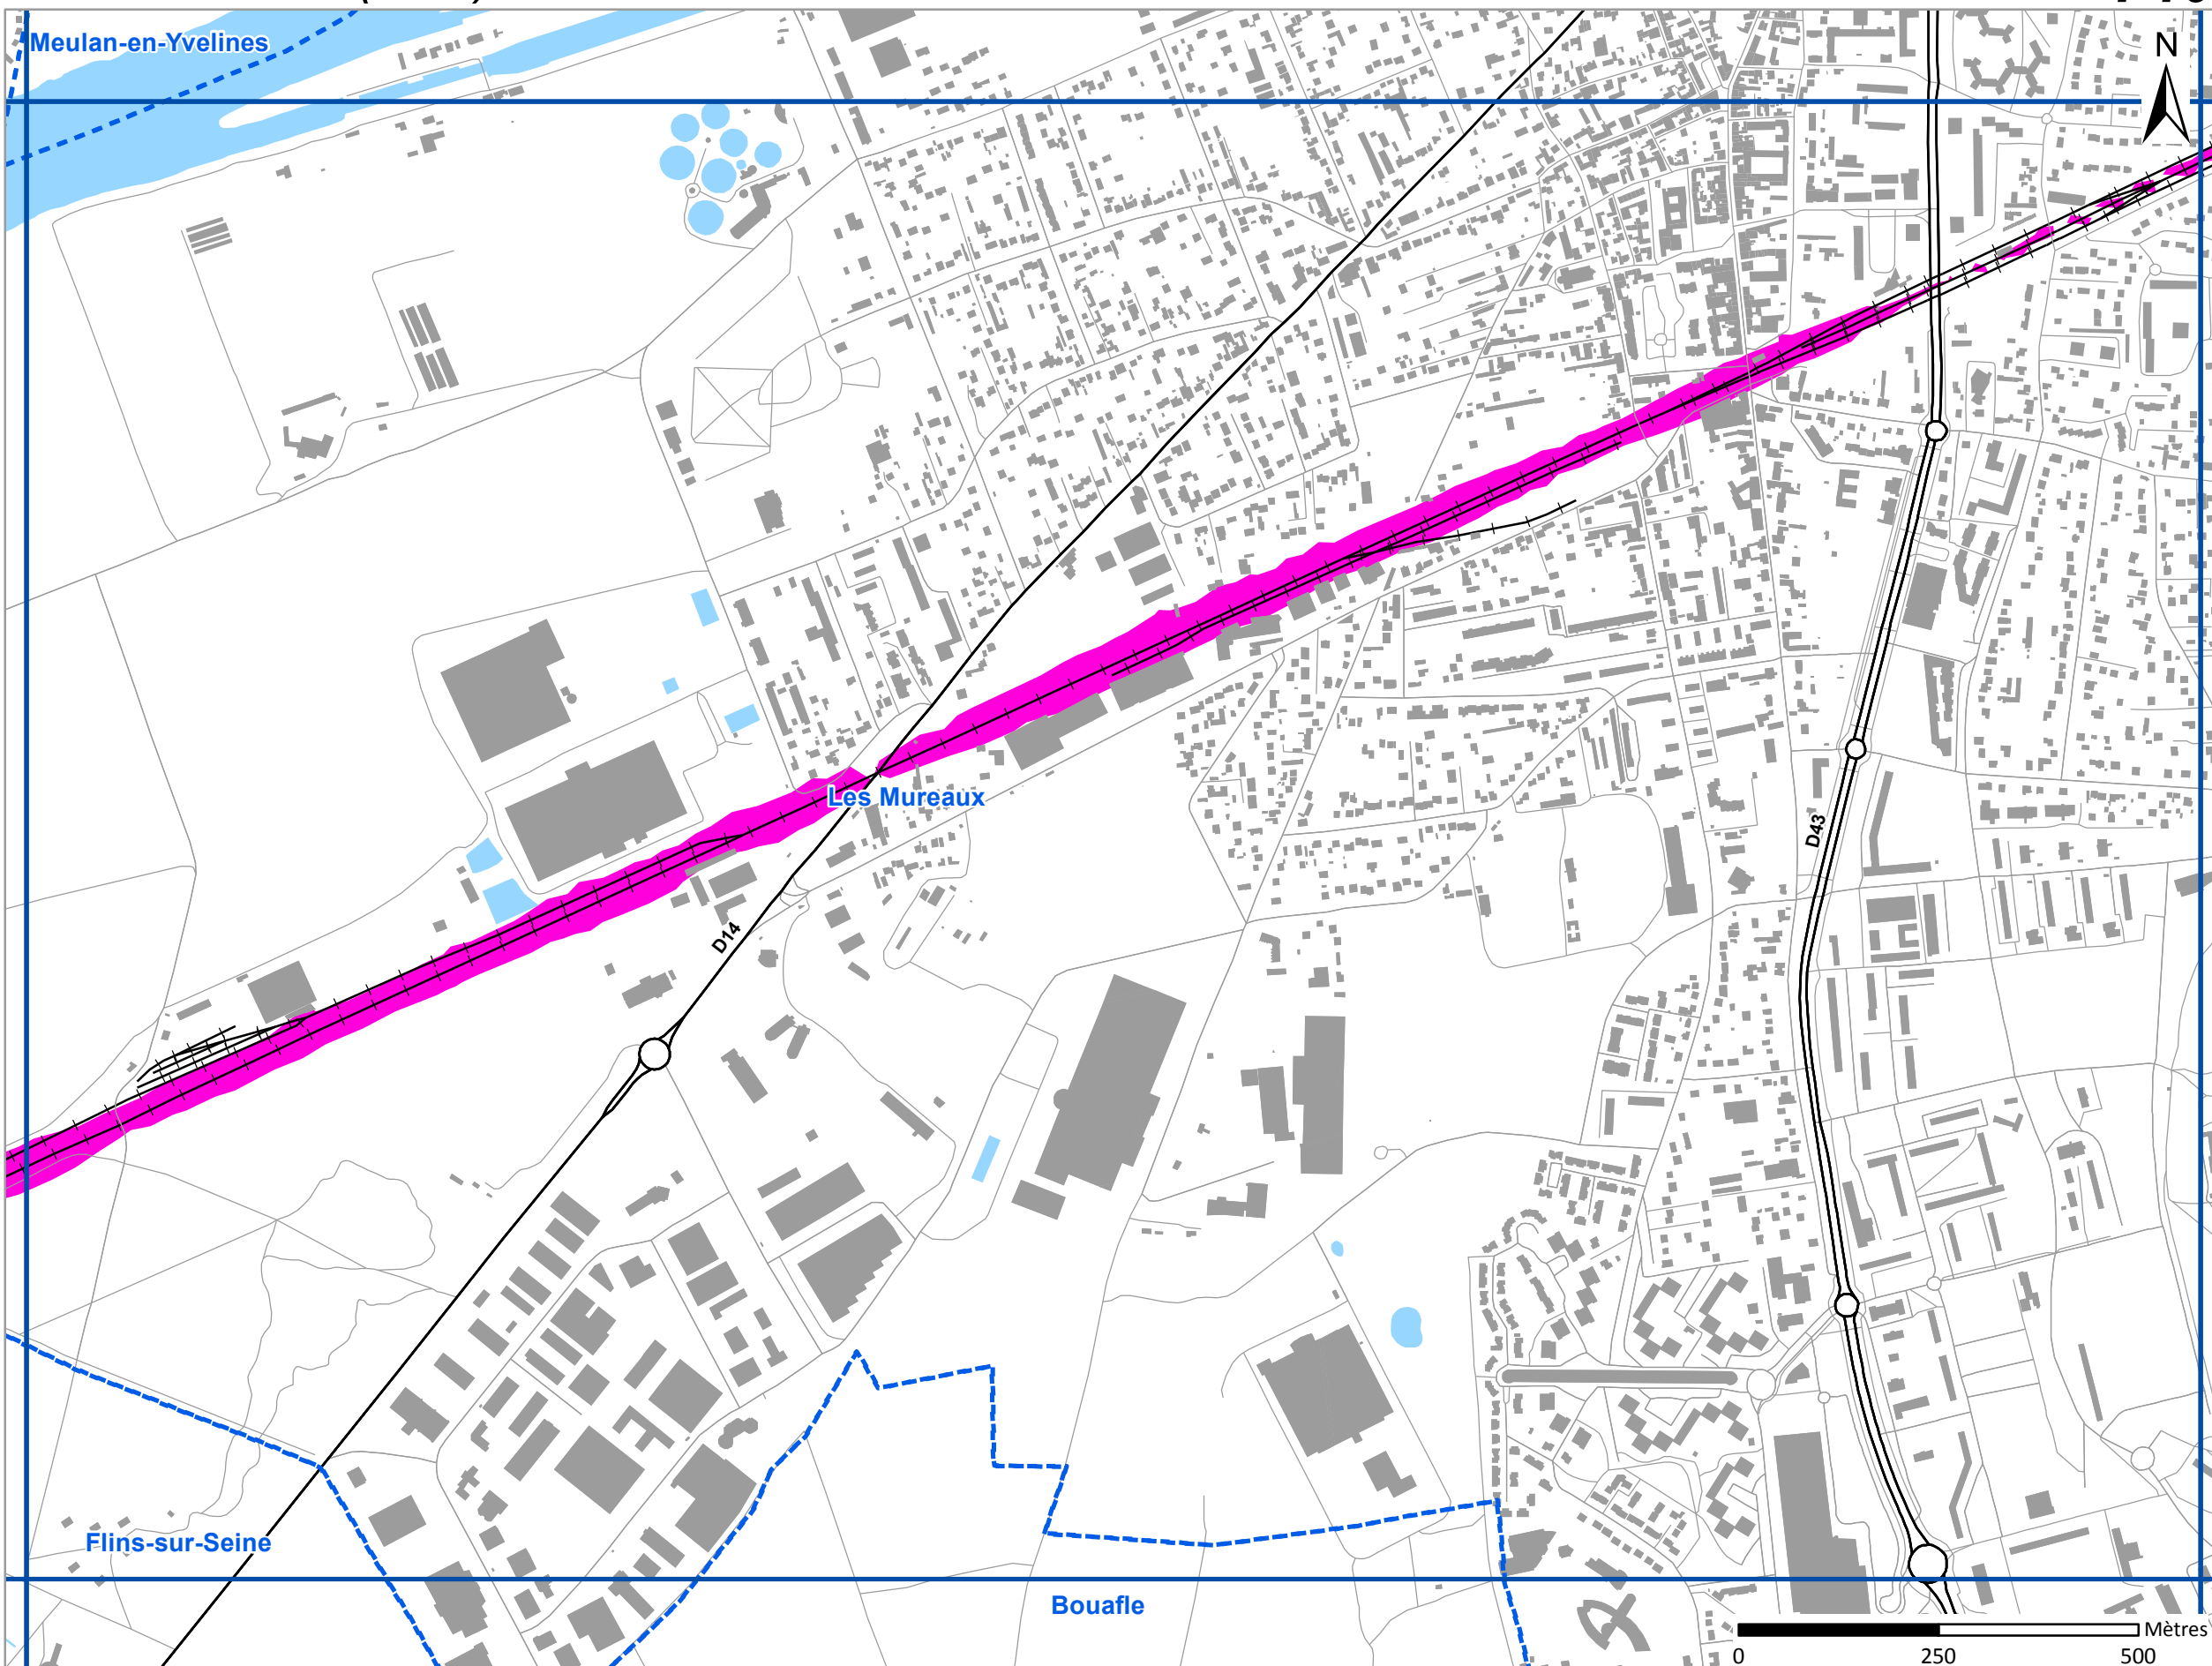 Meulan-en-Yvelines
N
Les Mureaux
D43
D14
Flins-sur-Seine
Bouafle
Mètres
0 250 500